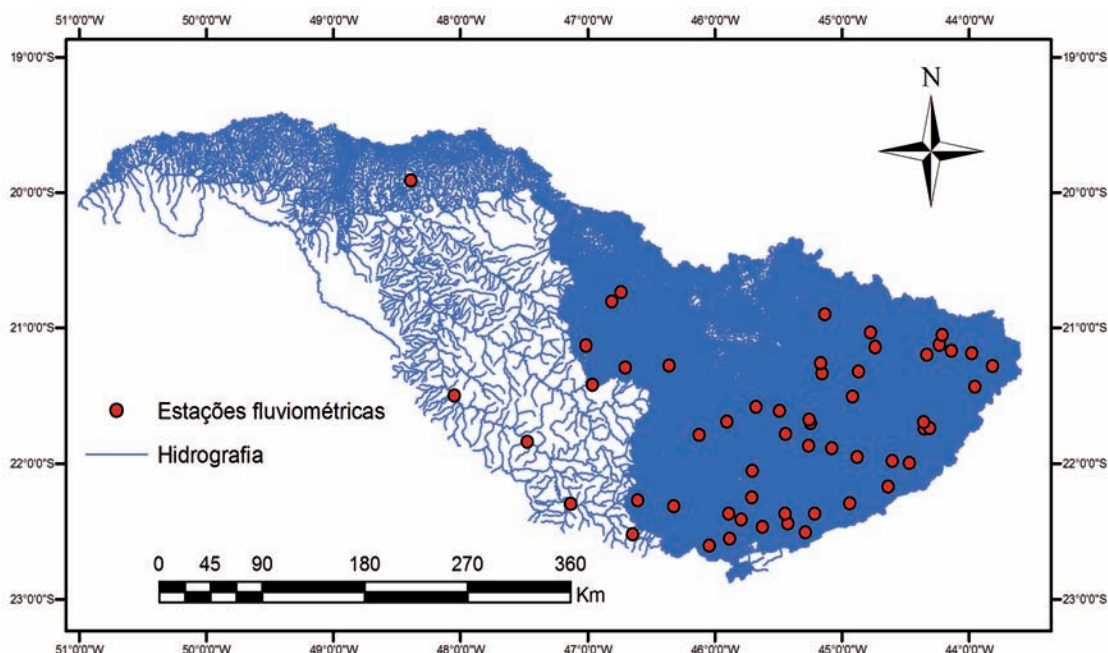 51°0'0"W 50°0'0"W 49°0'0"W 48°0'0"W 47°0'0"W 46°0'0"W 45°0'0"W 44°0'0"W
19°0'0"S 19°0'0"S
N
20°0'0"S 20°0'0"S
21°0'0"S 21°0'0"S
Estações fluviométricas
Hidrografia
22°0'0"S 22°0'0"S
0 45 90 180 270 360
Km
23°0'0"S 23°0'0"S
51°0'0"W 50°0'0"W 49°0'0"W 48°0'0"W 47°0'0"W 46°0'0"W 45°0'0"W 44°0'0"W